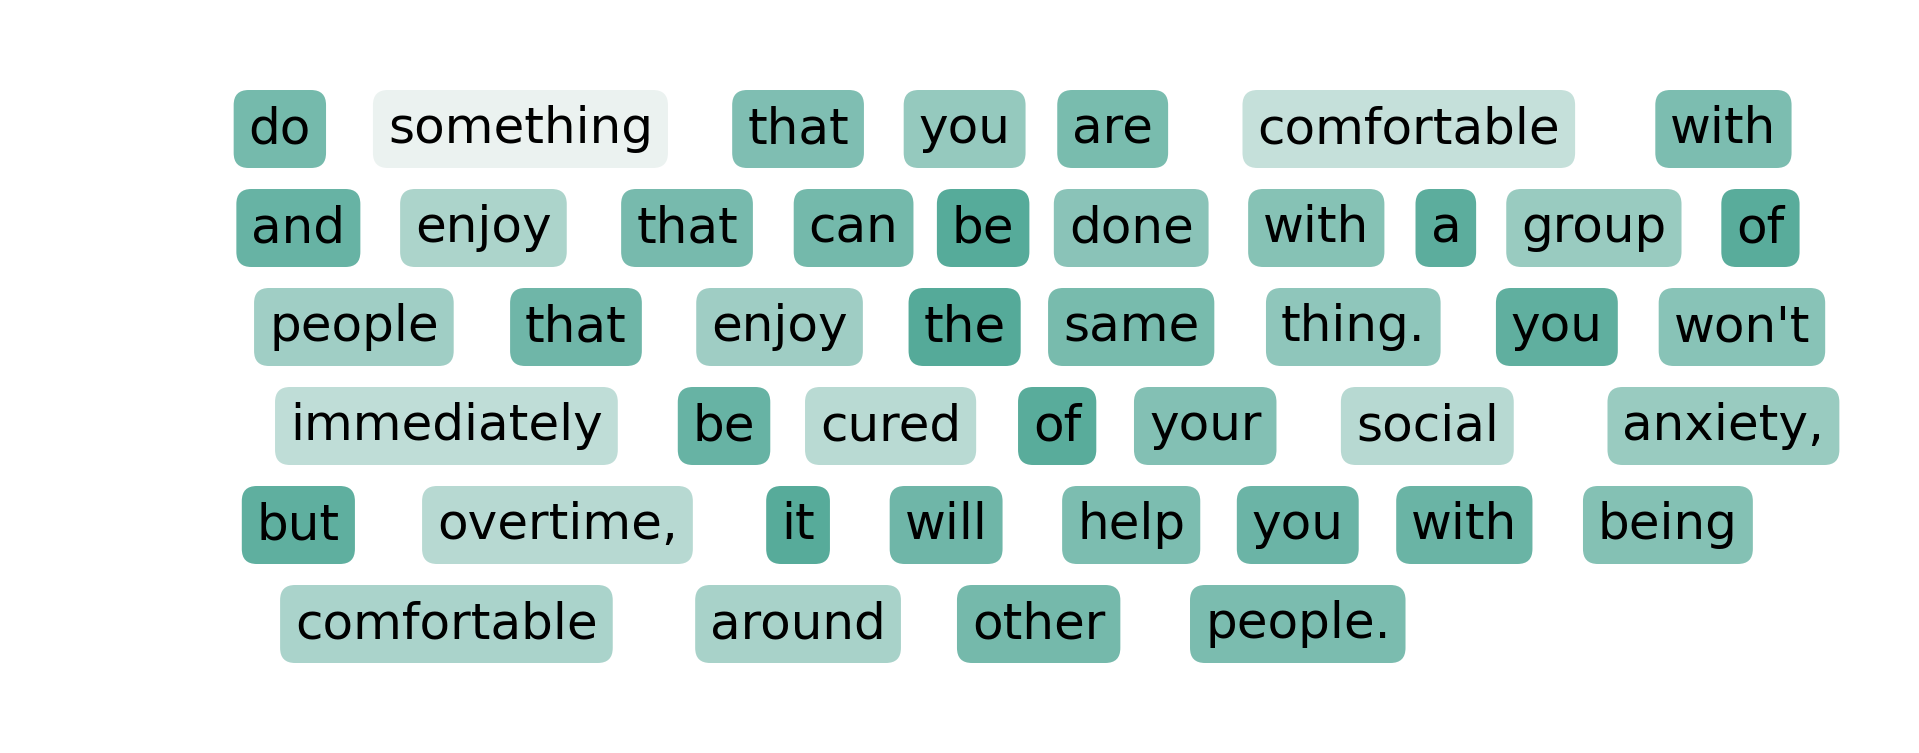 do something that you are comfortable with
and enjoy that can be done with a group of
people that enjoy the same thing. you won't
immediately be cured of your social anxiety,
but overtime, it will help you with being
comfortable around other people.